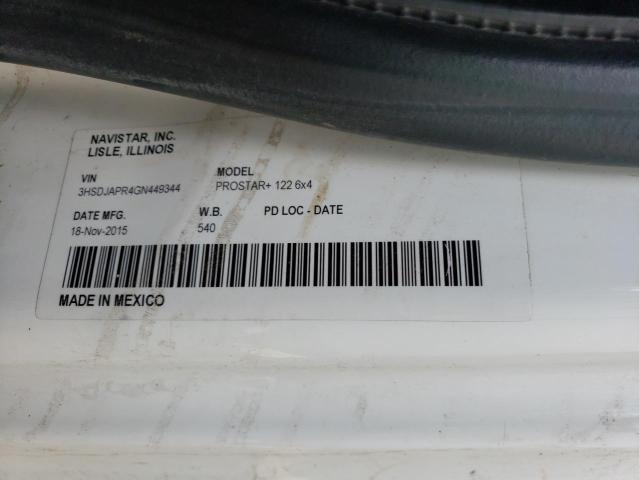 NAVISTAR, INC.
LISLE, ILLINOIS
VIN MODEL
3HSDJAPR4GN449344 PROSTAR+ 122 6x4
DATE MFG. W.B. PD LOC - DATE
18-Nov-2015 540
MADE IN MEXICO